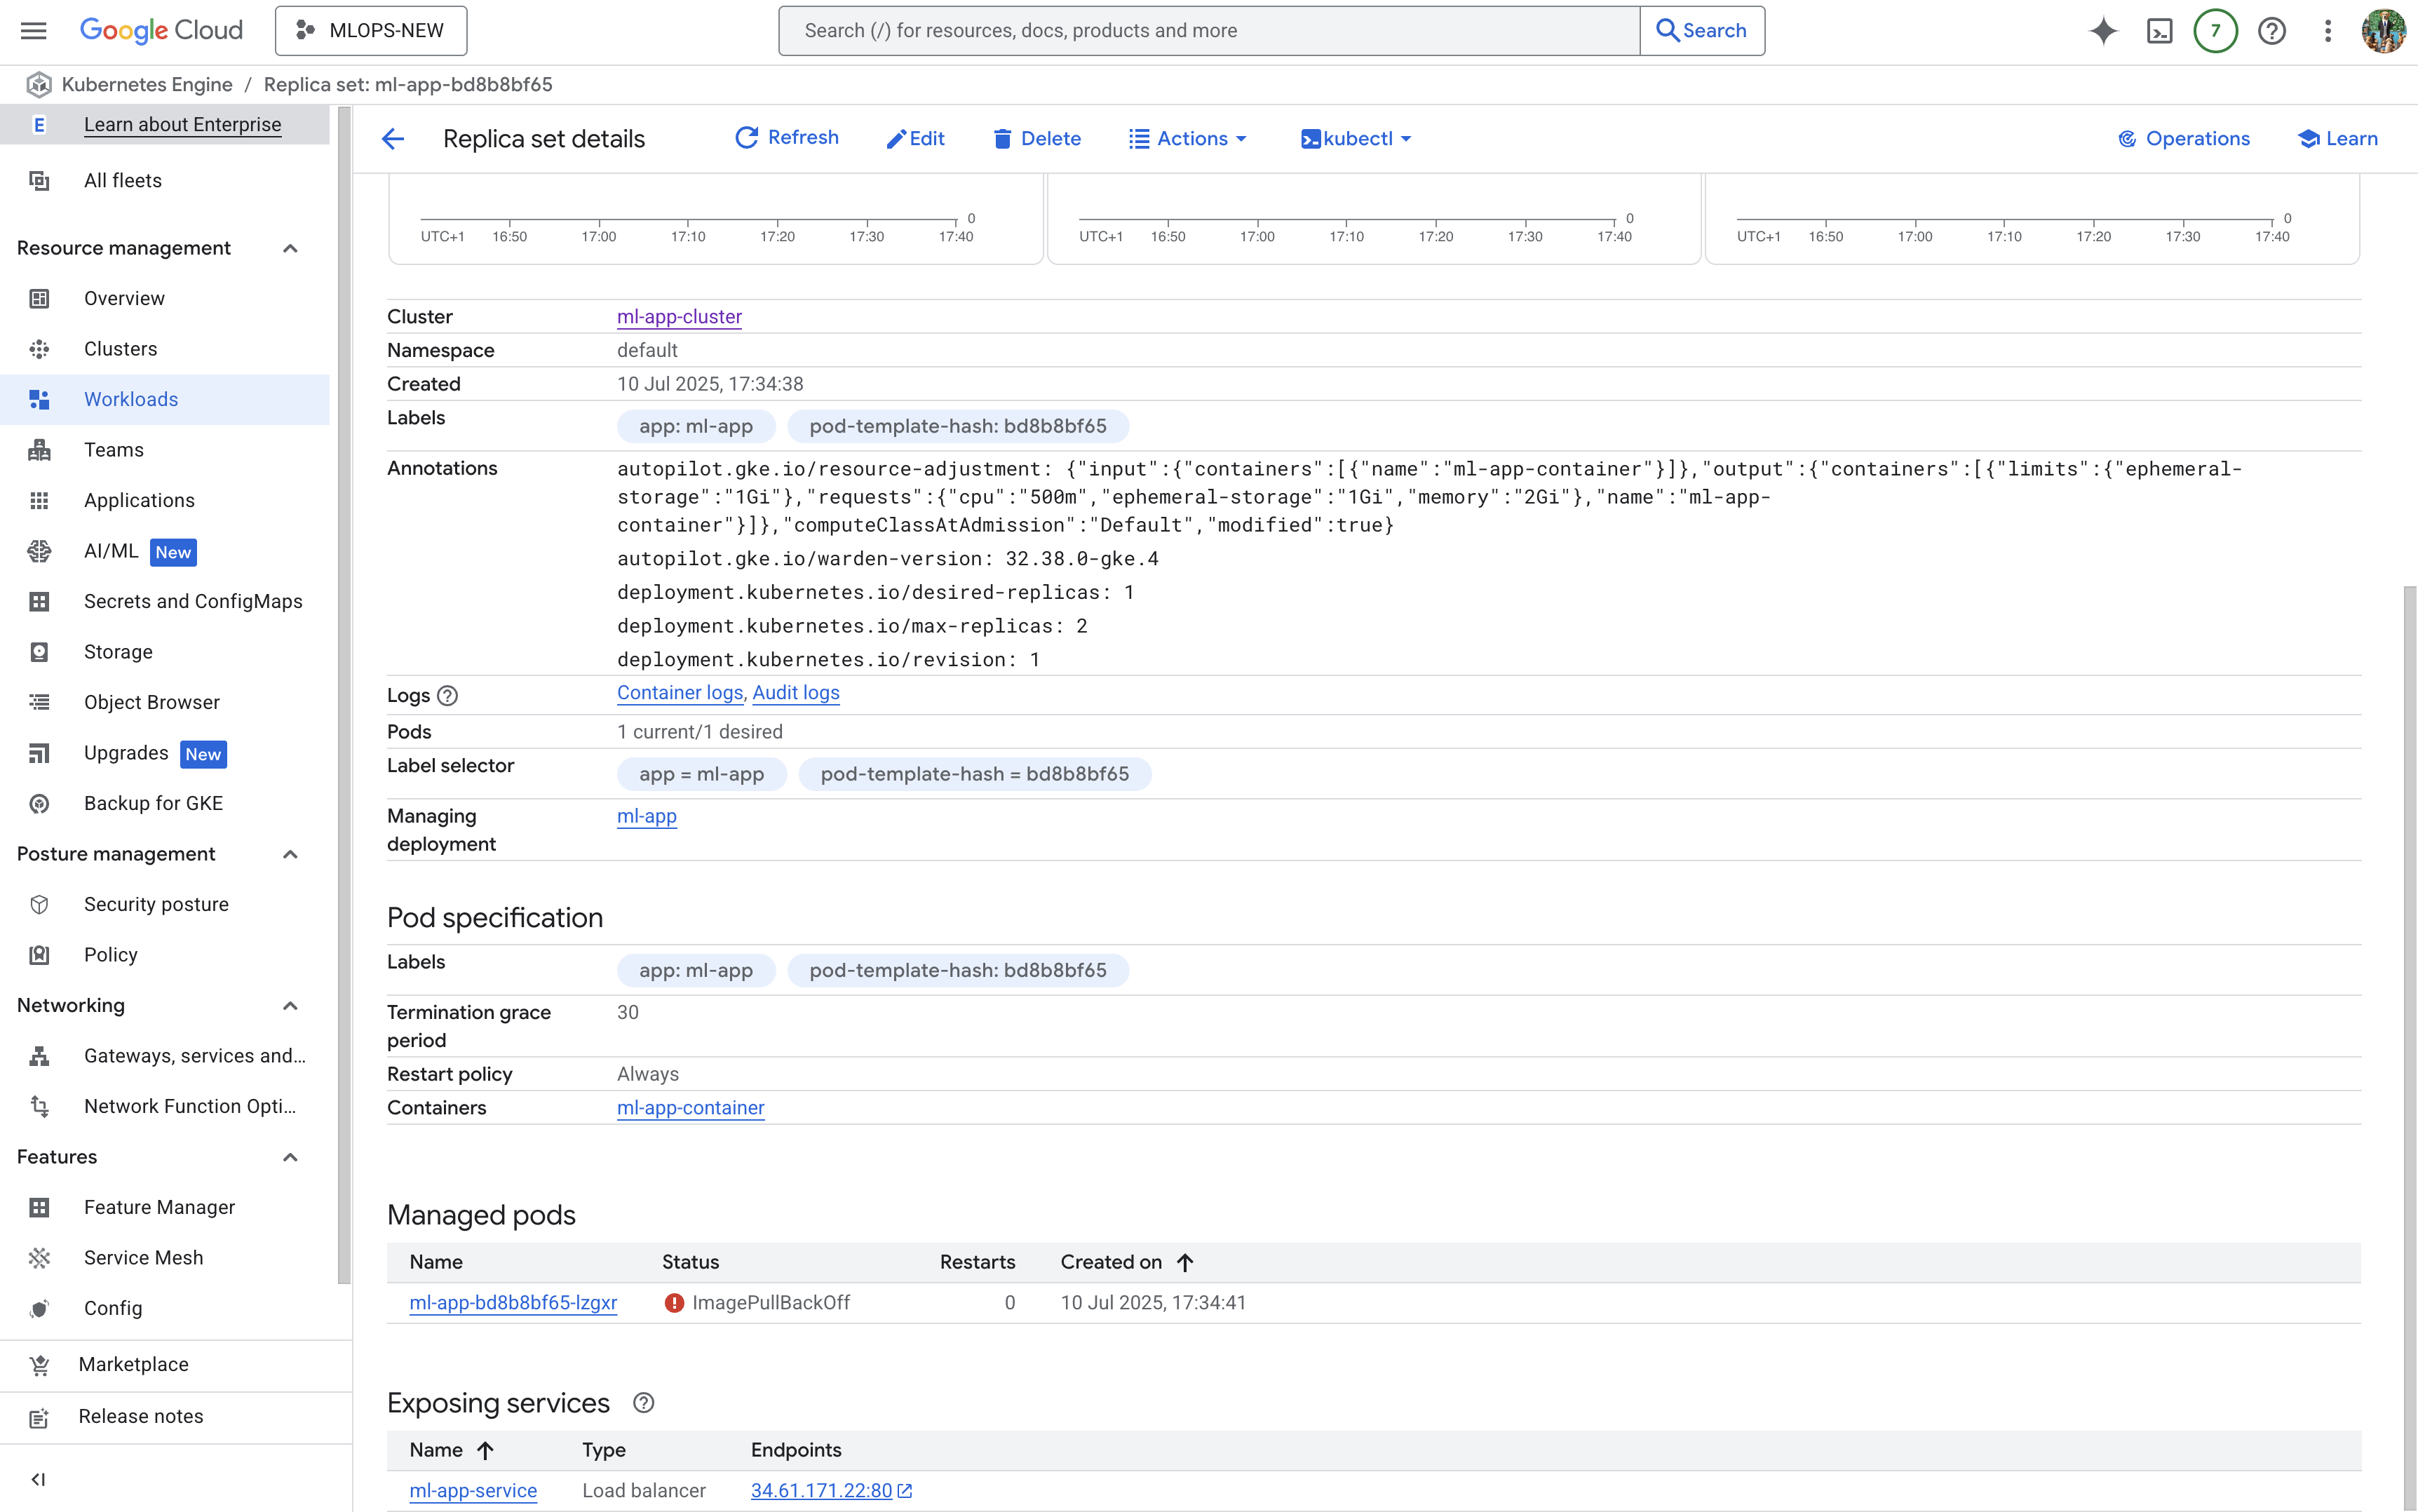 Google Cloud
MLOPS-NEW
Search (/) for resources, docs, products and more
Search
7
Kubernetes Engine / Replica set: ml-app-bd8b8bf65
E Learn about Enterprise
All fleets
Resource management
Overview
Clusters
Workloads
Teams
Applications
AI/ML New
Secrets and ConfigMaps
Storage
Object Browser
Upgrades New
Backup for GKE
Posture management
Security posture
Policy
Networking
Gateways, services and...
Network Function Opti...
Features
Feature Manager
Service Mesh
Config
Marketplace
Release notes
Replica set details
Refresh
Edit
Delete
Actions
kubectl
Operations
Learn
0
UTC+1 16:50 17:00 17:10 17:20 17:30 17:40
0
UTC+1 16:50 17:00 17:10 17:20 17:30 17:40
0
UTC+1 16:50 17:00 17:10 17:20 17:30 17:40
Cluster ml-app-cluster
Namespace default
Created 10 Jul 2025, 17:34:38
Labels app: ml-app pod-template-hash: bd8b8bf65
Annotations autopilot.gke.io/resource-adjustment: {"input":{"containers":[{"name":"ml-app-container"}]},"output":{"containers":[{"limits":{"ephemeral-
storage":"1Gi"},"requests":{"cpu":"500m","ephemeral-storage":"1Gi","memory":"2Gi"},"name":"ml-app-
container"}]},"computeClassAtAdmission":"Default","modified":true}
autopilot.gke.io/warden-version: 32.38.0-gke.4
deployment.kubernetes.io/desired-replicas: 1
deployment.kubernetes.io/max-replicas: 2
deployment.kubernetes.io/revision: 1
Logs Container logs, Audit logs
Pods 1 current/1 desired
Label selector app = ml-app pod-template-hash = bd8b8bf65
Managing ml-app
deployment
Pod specification
Labels app: ml-app pod-template-hash: bd8b8bf65
Termination grace 30
period
Restart policy Always
Containers ml-app-container
Managed pods
Name Status Restarts Created on
ml-app-bd8b8bf65-lzgxr ImagePullBackOff 0 10 Jul 2025, 17:34:41
Exposing services
Name Type Endpoints
ml-app-service Load balancer 34.61.171.22:80